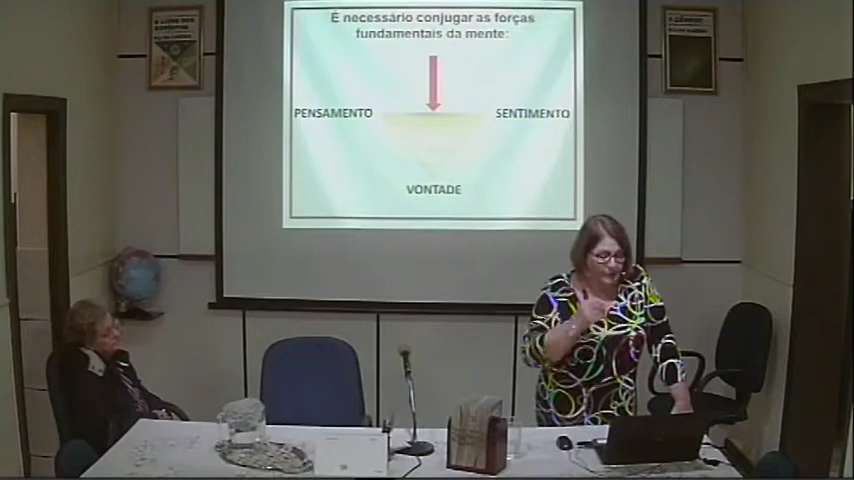 É necessário conjugar as forças
fundamentais da mente:
PENSAMENTO
SENTIMENTO
VONTADE